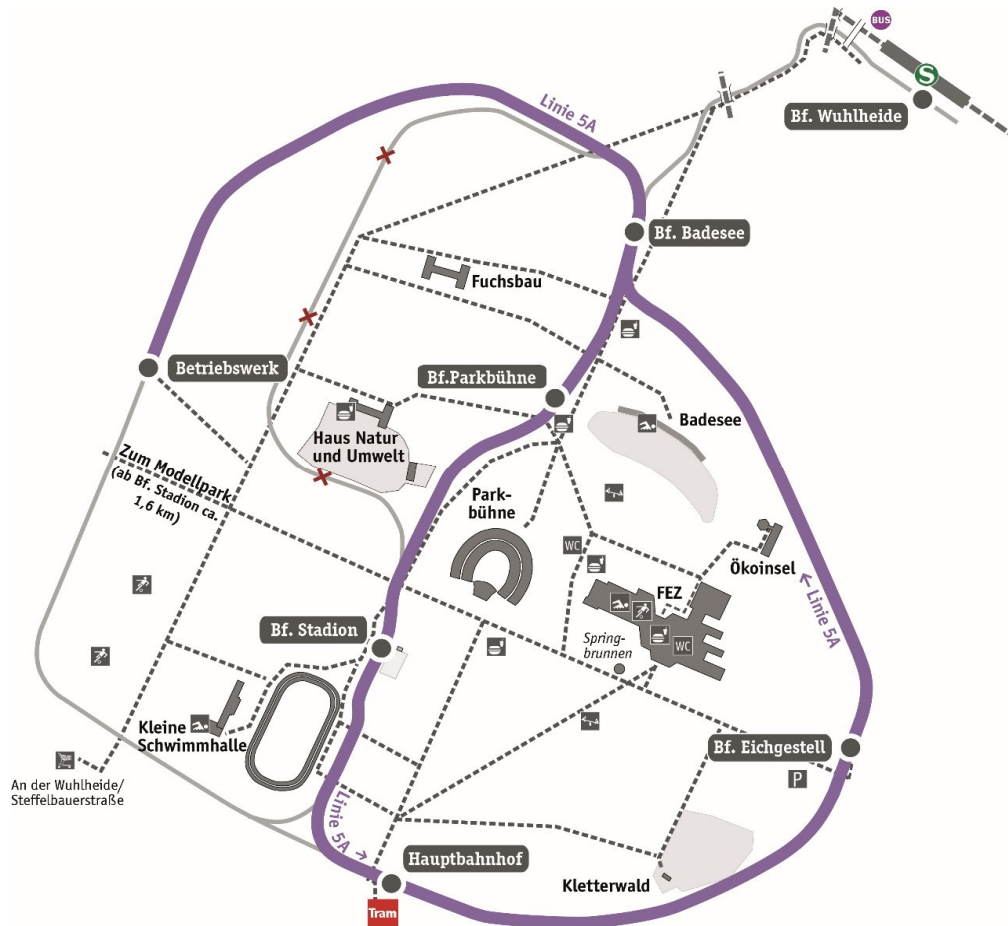 BUS
S
Linie 5A
Bf. Wuhlheide
Bf. Badesee
Fuchsbau
Betriebswerk
Bf.Parkbühne
Badesee
Haus Natur
und Umwelt
Zum Modellpark
(ab Bf. Stadion ca.
1,6 km)
Park-
bühne
WC
Ökoinsel
FEZ
← Linie 5A
Bf. Stadion
Spring-
brunnen
WC
Kleine
Schwimmhalle
Bf. Eichgestell
P
An der Wuhlheide/
Steffelbauerstraße
Linie 5A →
Hauptbahnhof
Kletterwald
Tram